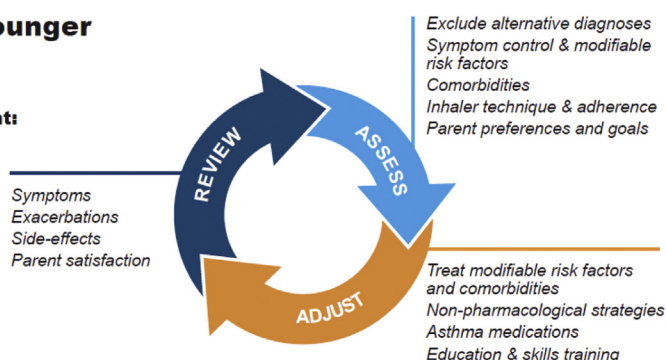 ounger
nt:
Exclude alternative diagnoses
Symptom control & modifiable
risk factors
Comorbidities
Inhaler technique & adherence
Parent preferences and goals
REVIEW
ASSESS
Symptoms
Exacerbations
Side-effects
Parent satisfaction
ADJUST
Treat modifiable risk factors
and comorbidities
Non-pharmacological strategies
Asthma medications
Education & skills training